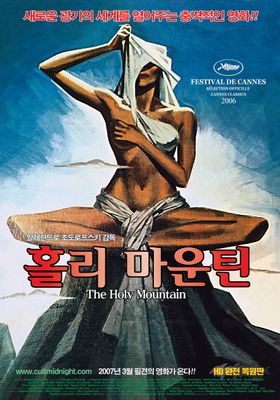 새로운 광기의 세계를 열어주는 충격적인 영화!!
FESTIVAL DE CANNES
SÉLECTION OFFICIELLE
CANNES CLASSICS
2006
알레한드로 조도로프스키 감독
홀리 마운틴
The Holy Mountain
www.cultmidnight.com
2007년 3월 필견의 영화가 온다!!
HD 완전 복원판